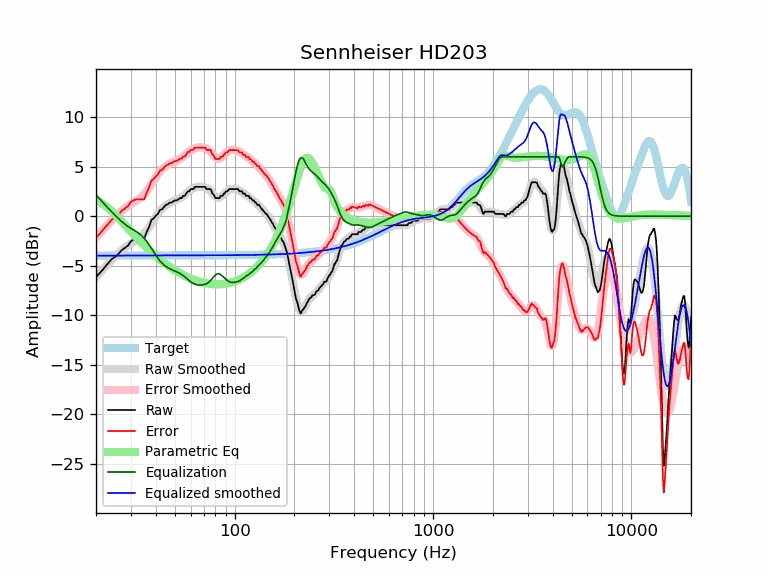 Sennheiser HD203
Amplitude (dBr)
10
5
0
−5
−10
−15
−20
−25
Target
Raw Smoothed
Error Smoothed
Raw
Error
Parametric Eq
Equalization
Equalized smoothed
100
1000
10000
Frequency (Hz)